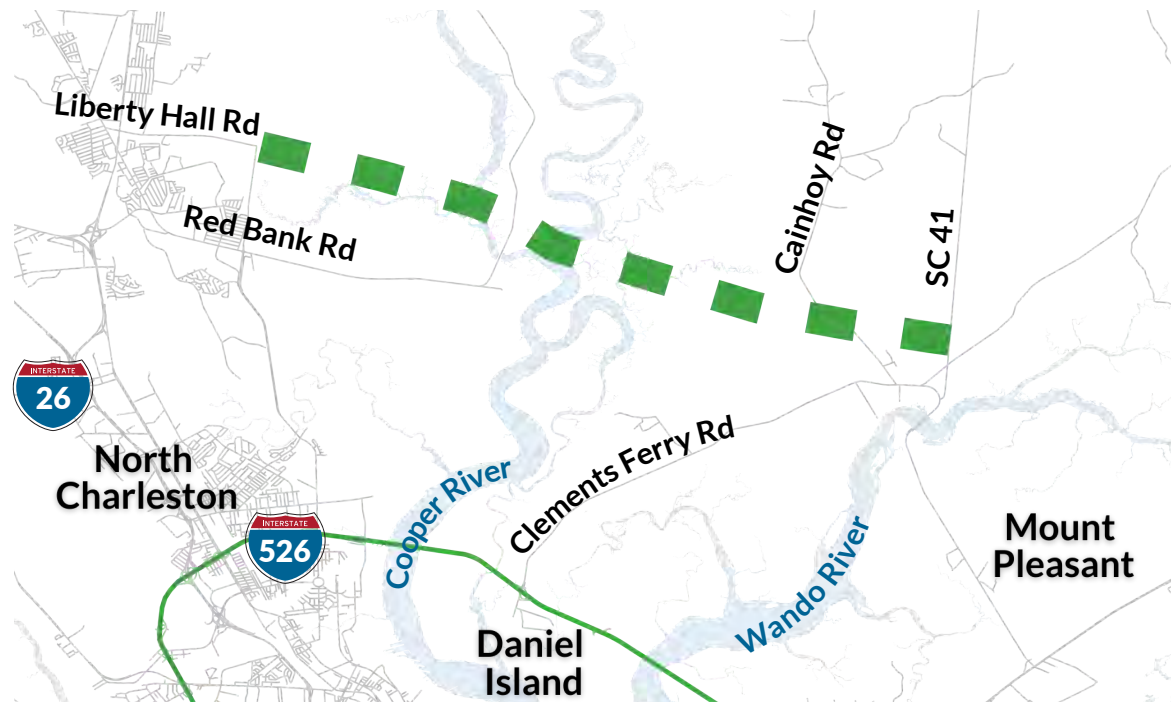 Liberty Hall Rd
Red Bank Rd
Cainhoy Rd
SC 41
INTERSTATE
26
North
Charleston
INTERSTATE
526
Cooper River
Clements Ferry Rd
Wando River
Mount
Pleasant
Daniel
Island